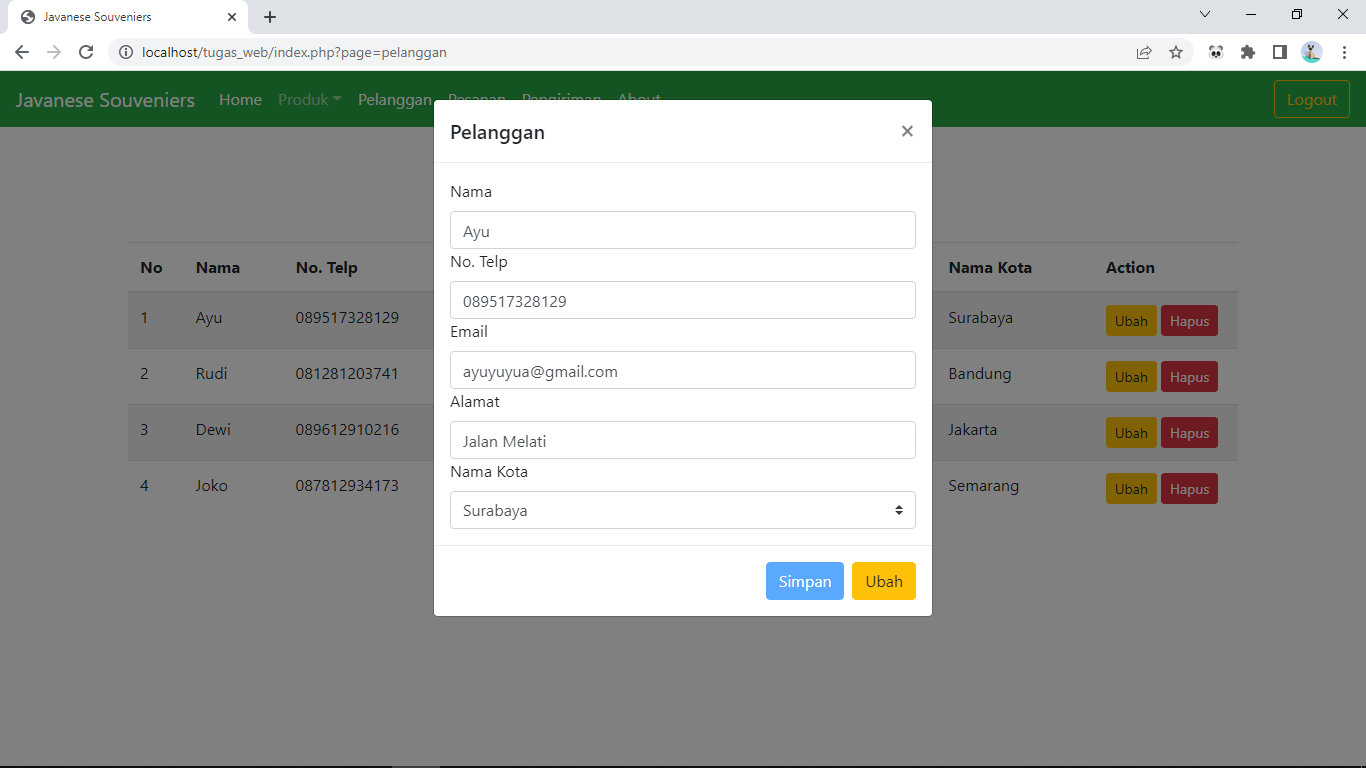 Javanese Souveniers
localhost/tugas_web/index.php?page=pelanggan
Javanese Souveniers Home Produk Pelanggan Pesanan Pengiriman About Logout
Pelanggan ×
Nama
Ayu
No. Telp
089517328129
Email
ayuyuyua@gmail.com
Alamat
Jalan Melati
Nama Kota
Surabaya
Simpan Ubah
No Nama No. Telp Nama Kota Action
1 Ayu 089517328129 Surabaya Ubah Hapus
2 Rudi 081281203741 Bandung Ubah Hapus
3 Dewi 089612910216 Jakarta Ubah Hapus
4 Joko 087812934173 Semarang Ubah Hapus